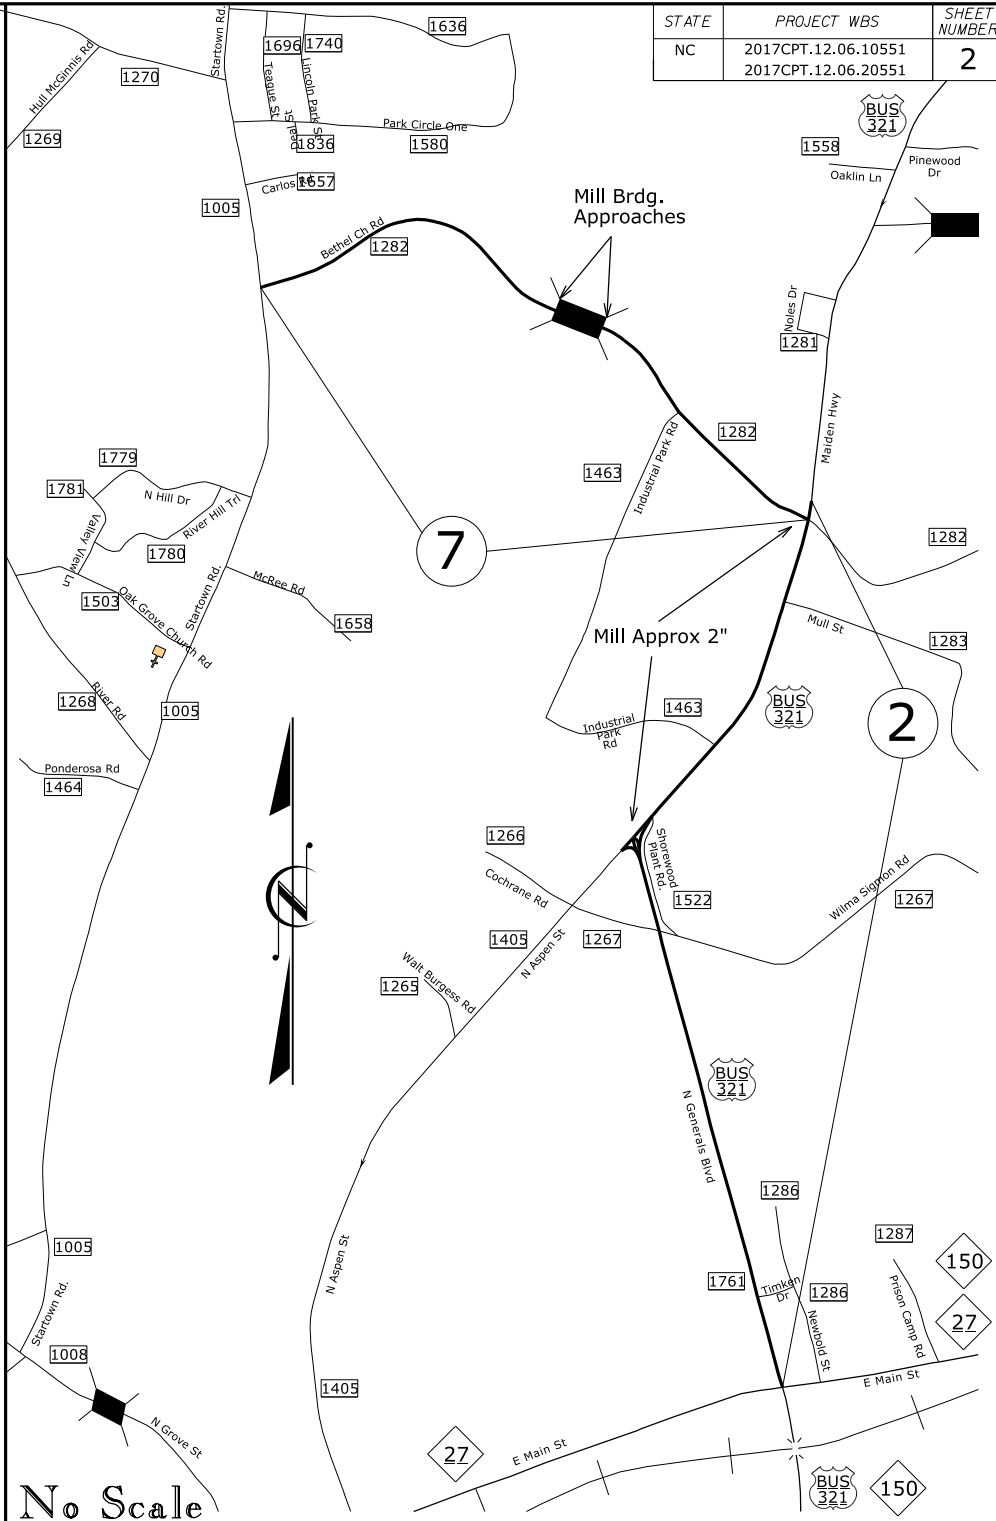 STATE
PROJECT WBS
SHEET
NUMBER
NC
2017CPT.12.06.10551
2017CPT.12.06.20551
2
Startown Rd.
Hull McGinnis Rd
1270
1269
1696
1740
1636
Teague St
Lincoln Park St
Deal St
1836
Park Circle One
1580
Carlos Rd
1657
1005
Bethel Ch Rd
1282
Mill Brdg.
Approaches
BUS
321
1558
Oaklin Ln
Pinewood
Dr
Noles Dr
1281
Maiden Hwy
1282
1463
Industrial Park Rd
1779
1781
N Hill Dr
River Hill Trl
Valley View Ln
1780
1503
Oak Grove Church Rd
Startown Rd.
McRee Rd
1658
7
1282
Mill Approx 2"
Mull St
1283
1268
River Rd
1005
Ponderosa Rd
1464
1463
Industrial
Park
Rd
BUS
321
2
1266
Cochrane Rd
Shorewood
Plant Rd.
1522
Wilma Sigmon Rd
1267
1405
N Aspen St
1267
Walt Burgess Rd
1265
N
BUS
321
N Generals Blvd
1286
1287
150
27
1761
Timken
Dr
1286
Newbold St
Prison Camp Rd
1005
Startown Rd.
N Aspen St
1008
1405
N Grove St
E Main St
27
E Main St
BUS
321
150
No Scale